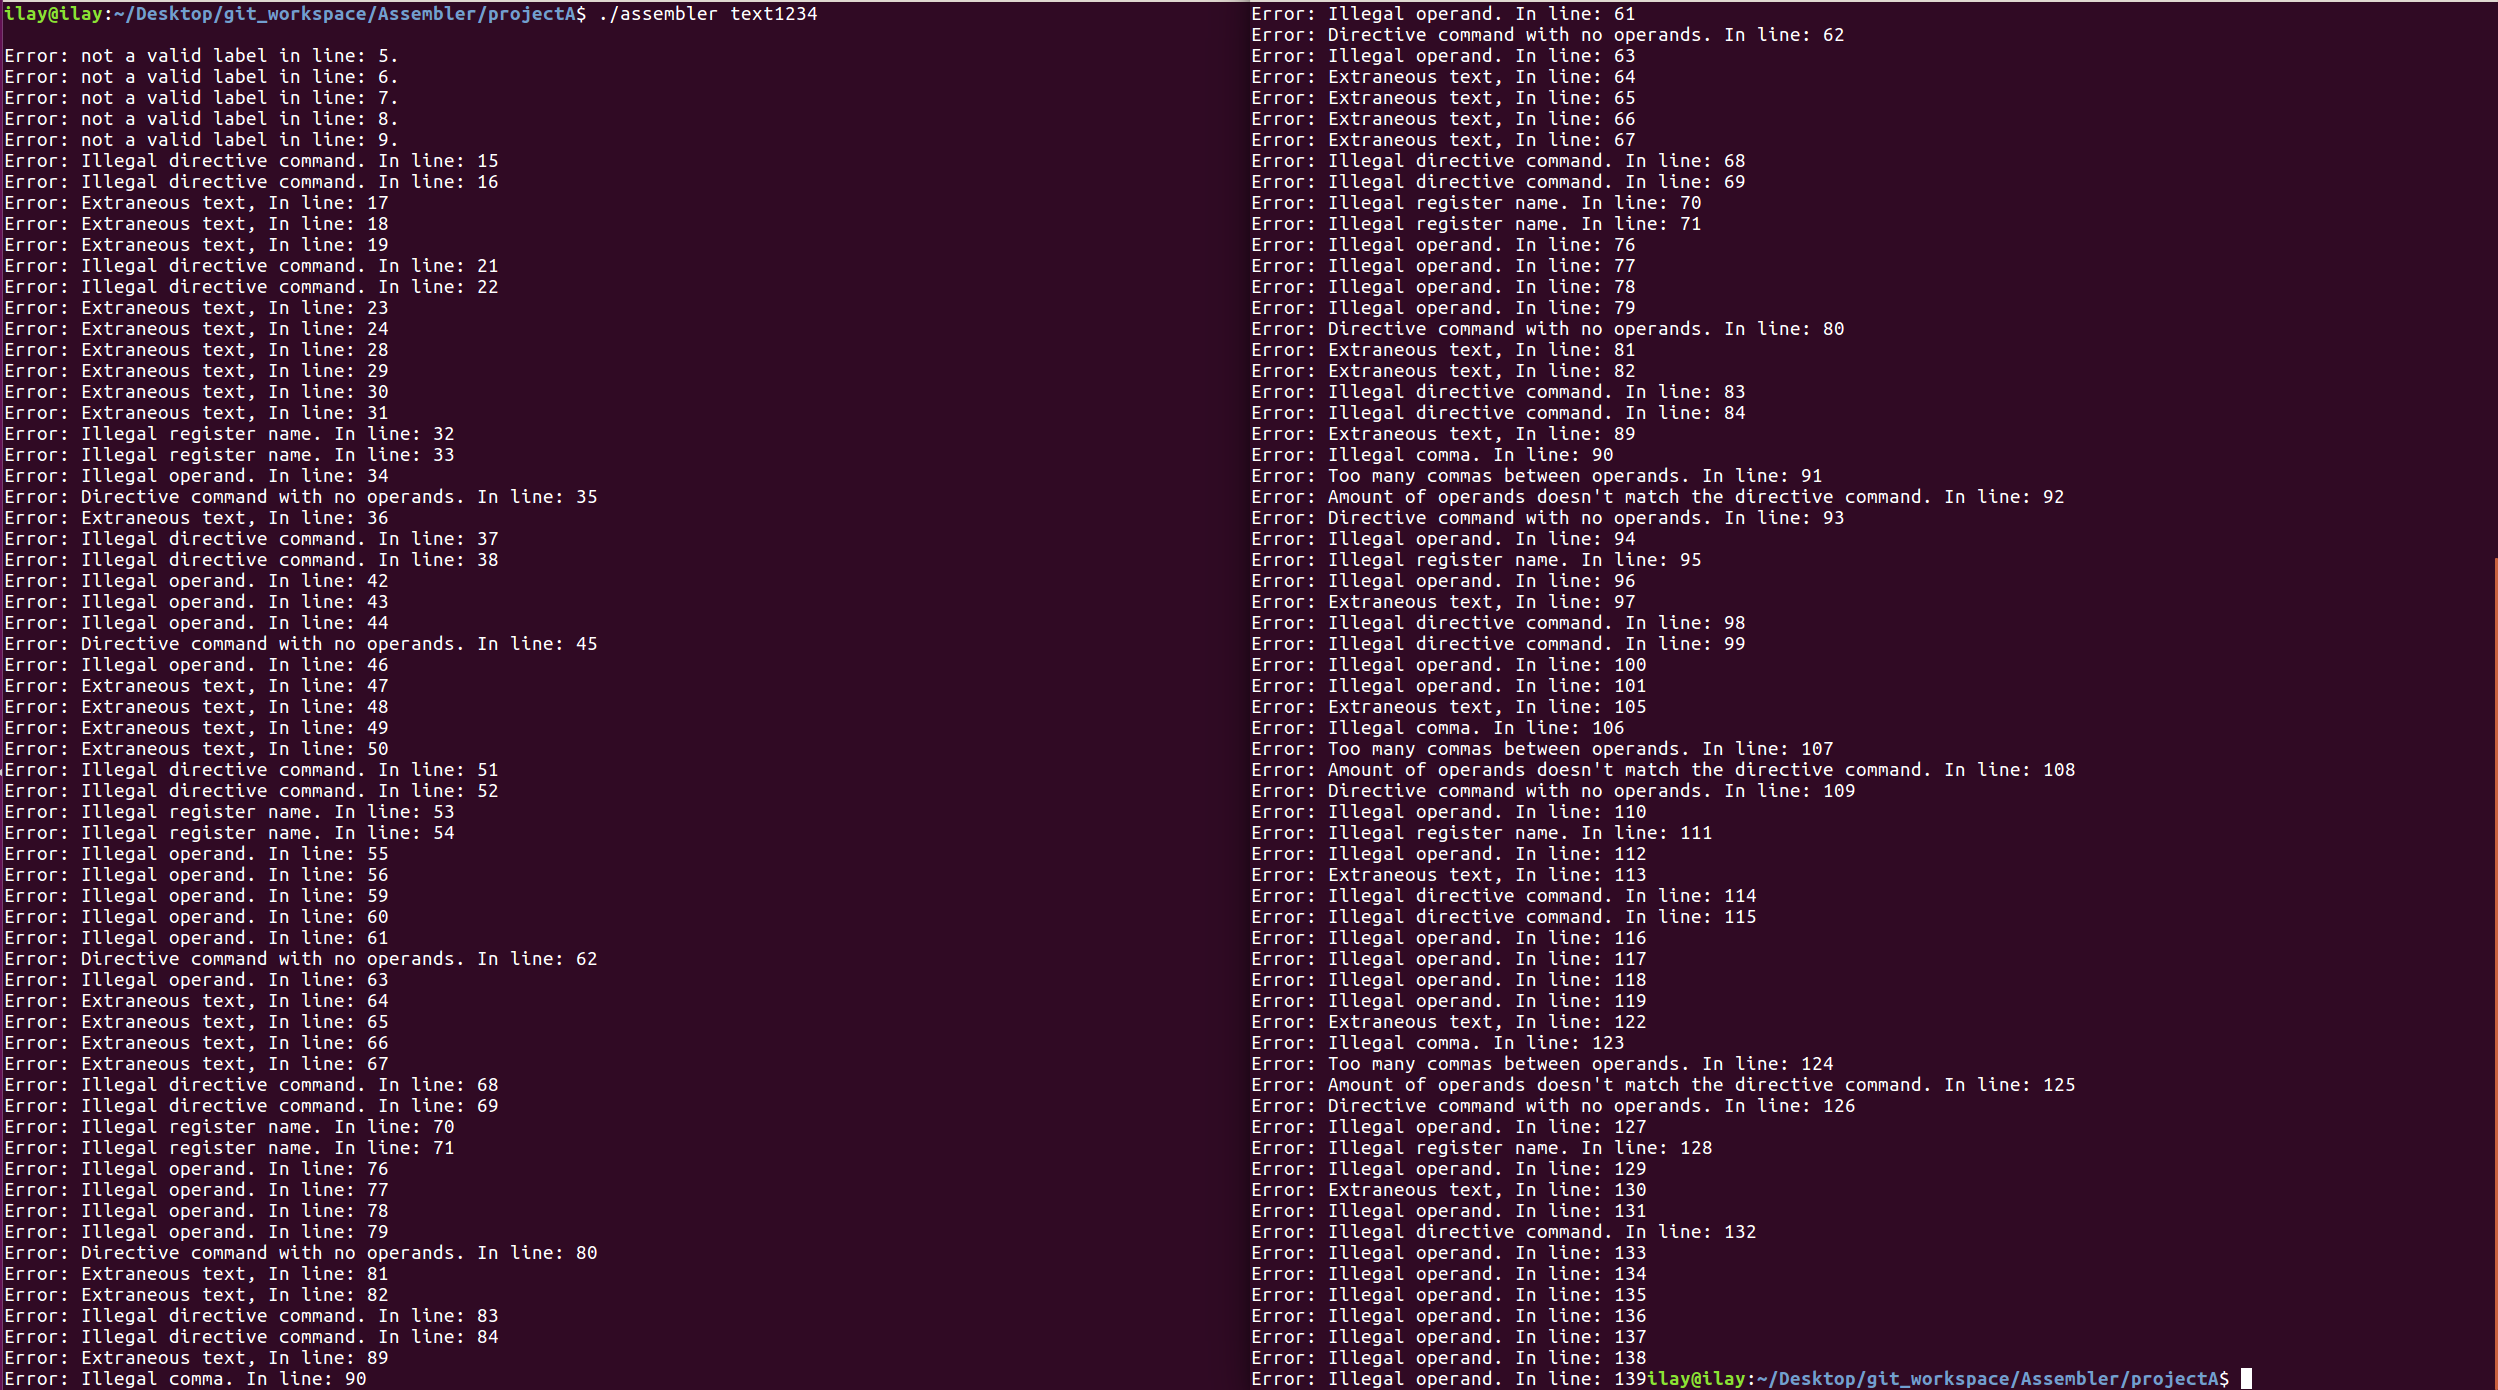 ilay@ilay:~/Desktop/git_workspace/Assembler/projectA$ ./assembler text1234
Error: not a valid label in line: 5.
Error: not a valid label in line: 6.
Error: not a valid label in line: 7.
Error: not a valid label in line: 8.
Error: not a valid label in line: 9.
Error: Illegal directive command. In line: 15
Error: Illegal directive command. In line: 16
Error: Extraneous text, In line: 17
Error: Extraneous text, In line: 18
Error: Extraneous text, In line: 19
Error: Illegal directive command. In line: 21
Error: Illegal directive command. In line: 22
Error: Extraneous text, In line: 23
Error: Extraneous text, In line: 24
Error: Extraneous text, In line: 28
Error: Extraneous text, In line: 29
Error: Extraneous text, In line: 30
Error: Extraneous text, In line: 31
Error: Illegal register name. In line: 32
Error: Illegal register name. In line: 33
Error: Illegal operand. In line: 34
Error: Directive command with no operands. In line: 35
Error: Extraneous text, In line: 36
Error: Illegal directive command. In line: 37
Error: Illegal directive command. In line: 38
Error: Illegal operand. In line: 42
Error: Illegal operand. In line: 43
Error: Illegal operand. In line: 44
Error: Directive command with no operands. In line: 45
Error: Illegal operand. In line: 46
Error: Extraneous text, In line: 47
Error: Extraneous text, In line: 48
Error: Extraneous text, In line: 49
Error: Extraneous text, In line: 50
Error: Illegal directive command. In line: 51
Error: Illegal directive command. In line: 52
Error: Illegal register name. In line: 53
Error: Illegal register name. In line: 54
Error: Illegal operand. In line: 55
Error: Illegal operand. In line: 56
Error: Illegal operand. In line: 59
Error: Illegal operand. In line: 60
Error: Illegal operand. In line: 61
Error: Directive command with no operands. In line: 62
Error: Illegal operand. In line: 63
Error: Extraneous text, In line: 64
Error: Extraneous text, In line: 65
Error: Extraneous text, In line: 66
Error: Extraneous text, In line: 67
Error: Illegal directive command. In line: 68
Error: Illegal directive command. In line: 69
Error: Illegal register name. In line: 70
Error: Illegal register name. In line: 71
Error: Illegal operand. In line: 76
Error: Illegal operand. In line: 77
Error: Illegal operand. In line: 78
Error: Illegal operand. In line: 79
Error: Directive command with no operands. In line: 80
Error: Extraneous text, In line: 81
Error: Extraneous text, In line: 82
Error: Illegal directive command. In line: 83
Error: Illegal directive command. In line: 84
Error: Extraneous text, In line: 89
Error: Illegal comma. In line: 90
Error: Illegal operand. In line: 61
Error: Directive command with no operands. In line: 62
Error: Illegal operand. In line: 63
Error: Extraneous text, In line: 64
Error: Extraneous text, In line: 65
Error: Extraneous text, In line: 66
Error: Extraneous text, In line: 67
Error: Illegal directive command. In line: 68
Error: Illegal directive command. In line: 69
Error: Illegal register name. In line: 70
Error: Illegal register name. In line: 71
Error: Illegal operand. In line: 76
Error: Illegal operand. In line: 77
Error: Illegal operand. In line: 78
Error: Illegal operand. In line: 79
Error: Directive command with no operands. In line: 80
Error: Extraneous text, In line: 81
Error: Extraneous text, In line: 82
Error: Illegal directive command. In line: 83
Error: Illegal directive command. In line: 84
Error: Extraneous text, In line: 89
Error: Illegal comma. In line: 90
Error: Too many commas between operands. In line: 91
Error: Amount of operands doesn't match the directive command. In line: 92
Error: Directive command with no operands. In line: 93
Error: Illegal operand. In line: 94
Error: Illegal register name. In line: 95
Error: Illegal operand. In line: 96
Error: Extraneous text, In line: 97
Error: Illegal directive command. In line: 98
Error: Illegal directive command. In line: 99
Error: Illegal operand. In line: 100
Error: Illegal operand. In line: 101
Error: Extraneous text, In line: 105
Error: Illegal comma. In line: 106
Error: Too many commas between operands. In line: 107
Error: Amount of operands doesn't match the directive command. In line: 108
Error: Directive command with no operands. In line: 109
Error: Illegal operand. In line: 110
Error: Illegal register name. In line: 111
Error: Illegal operand. In line: 112
Error: Extraneous text, In line: 113
Error: Illegal directive command. In line: 114
Error: Illegal directive command. In line: 115
Error: Illegal operand. In line: 116
Error: Illegal operand. In line: 117
Error: Illegal operand. In line: 118
Error: Illegal operand. In line: 119
Error: Extraneous text, In line: 122
Error: Illegal comma. In line: 123
Error: Too many commas between operands. In line: 124
Error: Amount of operands doesn't match the directive command. In line: 125
Error: Directive command with no operands. In line: 126
Error: Illegal operand. In line: 127
Error: Illegal register name. In line: 128
Error: Illegal operand. In line: 129
Error: Extraneous text, In line: 130
Error: Illegal operand. In line: 131
Error: Illegal directive command. In line: 132
Error: Illegal operand. In line: 133
Error: Illegal operand. In line: 134
Error: Illegal operand. In line: 135
Error: Illegal operand. In line: 136
Error: Illegal operand. In line: 137
Error: Illegal operand. In line: 138
Error: Illegal operand. In line: 139ilay@ilay:~/Desktop/git_workspace/Assembler/projectA$